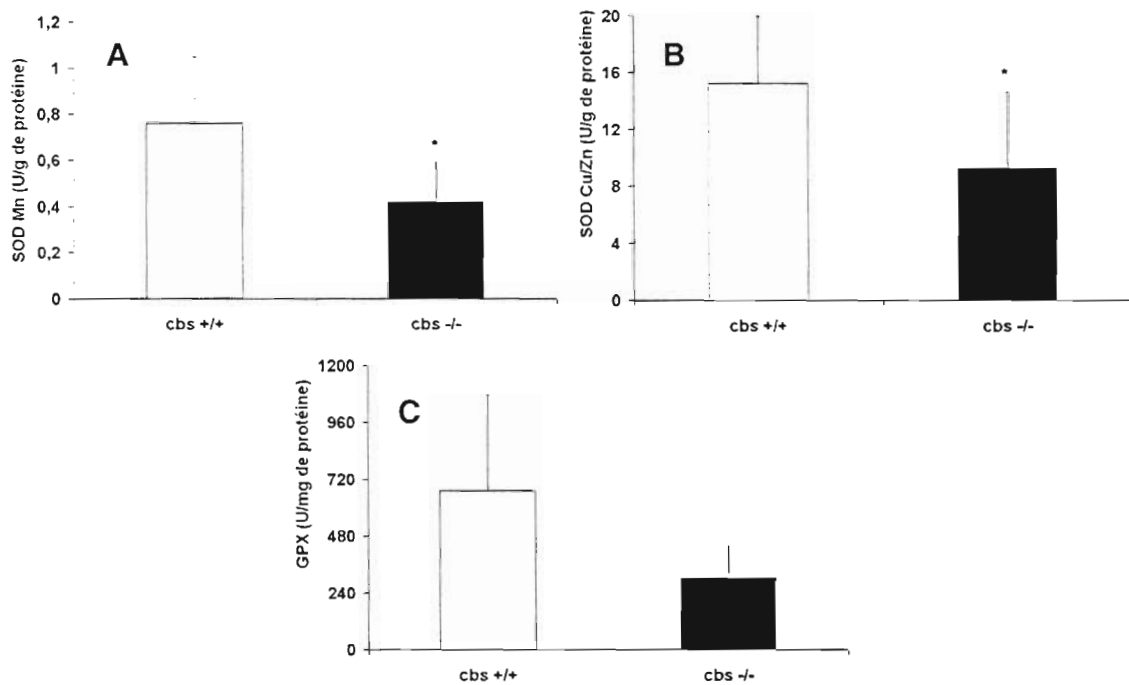 A
SOD Mn (U/g de protéine)
1,2
1
0,8
0,6
0,4
0,2
0
*
cbs +/+ cbs -/-
B
SOD Cu/Zn (U/g de protéine)
20
16
12
8
4
0
*
cbs +/+ cbs -/-
C
GPX (U/mg de protéine)
1200
960
720
480
240
0
cbs +/+ cbs -/-